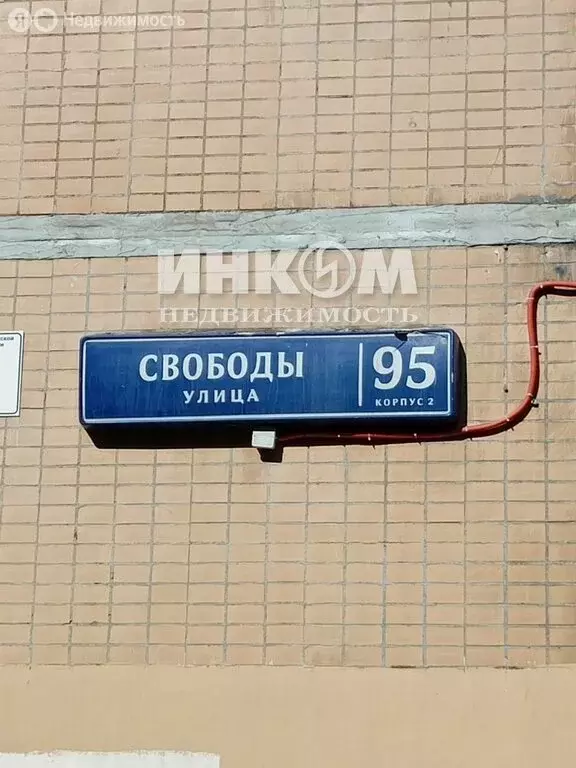 Я Недвижимость
ИНКОМ
НЕДВИЖИМОСТЬ
СВОБОДЫ
УЛИЦА
95
КОРПУС 2